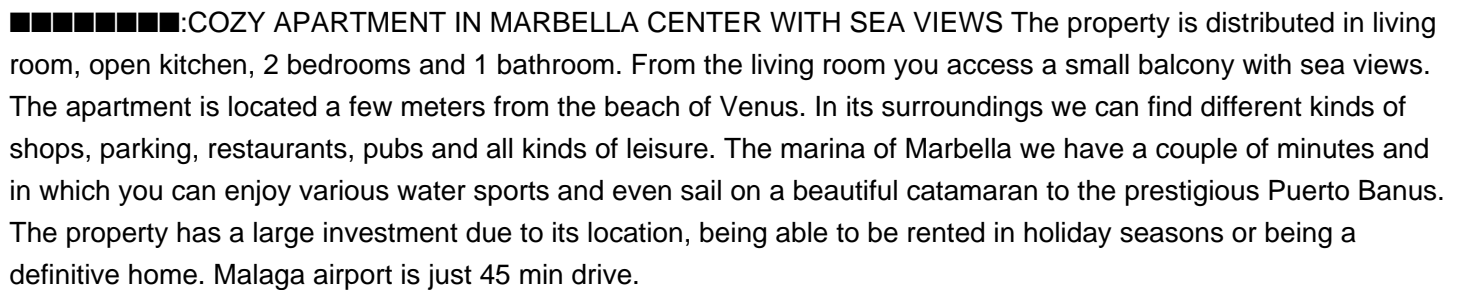 ■■■■■■■■:COZY APARTMENT IN MARBELLA CENTER WITH SEA VIEWS The property is distributed in living
room, open kitchen, 2 bedrooms and 1 bathroom. From the living room you access a small balcony with sea views.
The apartment is located a few meters from the beach of Venus. In its surroundings we can find different kinds of
shops, parking, restaurants, pubs and all kinds of leisure. The marina of Marbella we have a couple of minutes and
in which you can enjoy various water sports and even sail on a beautiful catamaran to the prestigious Puerto Banus.
The property has a large investment due to its location, being able to be rented in holiday seasons or being a
definitive home. Malaga airport is just 45 min drive.